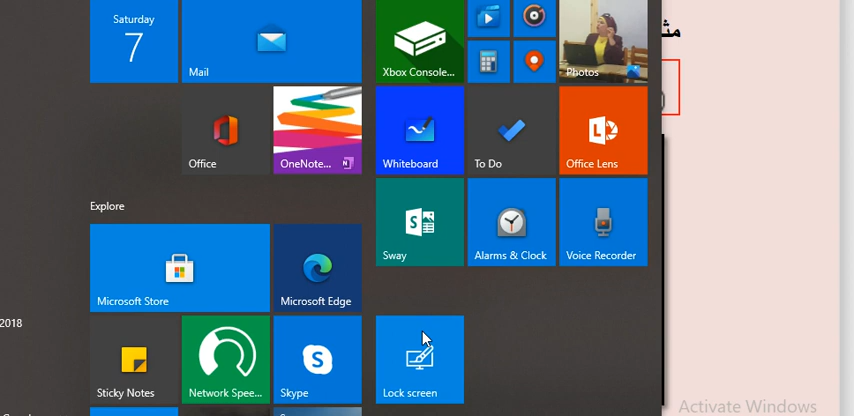 Saturday
7
Mail
Xbox Console...
Photos
Office
OneNote...
Whiteboard
To Do
Office Lens
Explore
Sway
Alarms & Clock
Voice Recorder
Microsoft Store
Microsoft Edge
2018
Sticky Notes
Network Spee...
Skype
Lock screen
Activate Windows